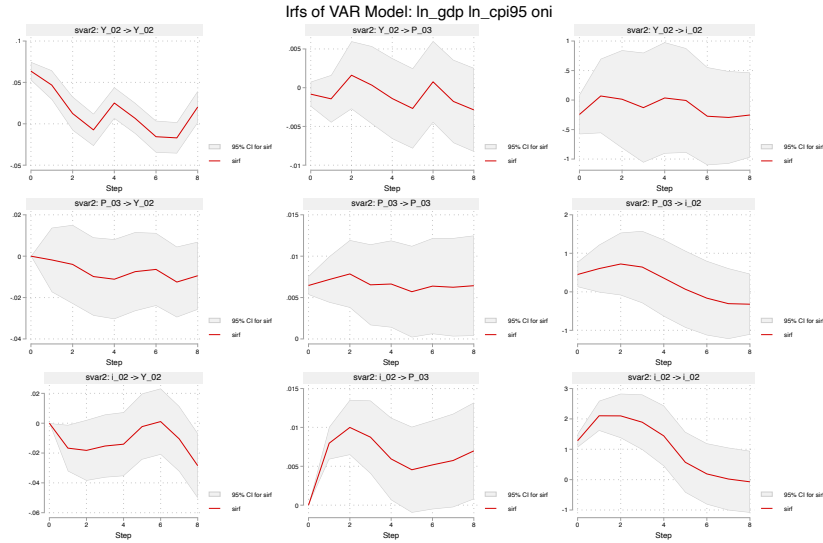 Irfs of VAR Model: ln_gdp ln_cpi95 oni
svar2: Y_02 -> Y_02
.1
.05
0
-.05
0 2 4 6 8
Step
95% CI for sirf
sirf
svar2: Y_02 -> P_03
.005
0
-.005
-.01
0 2 4 6 8
Step
95% CI for sirf
sirf
svar2: Y_02 -> i_02
1
.5
0
-.5
-1
0 2 4 6 8
Step
95% CI for sirf
sirf
svar2: P_03 -> Y_02
.02
0
-.02
-.04
0 2 4 6 8
Step
95% CI for sirf
sirf
svar2: P_03 -> P_03
.015
.01
.005
0
0 2 4 6 8
Step
95% CI for sirf
sirf
svar2: P_03 -> i_02
2
1
0
-1
0 2 4 6 8
Step
95% CI for sirf
sirf
svar2: i_02 -> Y_02
.02
0
-.02
-.04
-.06
0 2 4 6 8
Step
95% CI for sirf
sirf
svar2: i_02 -> P_03
.015
.01
.005
0
0 2 4 6 8
Step
95% CI for sirf
sirf
svar2: i_02 -> i_02
3
2
1
0
-1
0 2 4 6 8
Step
95% CI for sirf
sirf